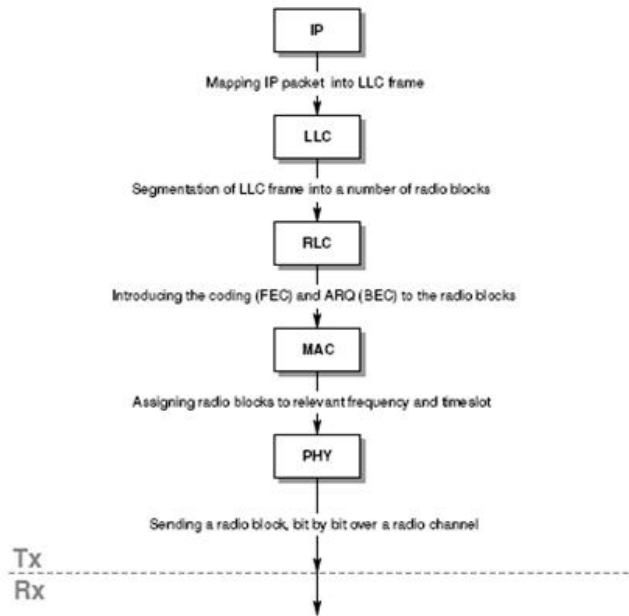 IP
Mapping IP packet into LLC frame
LLC
Segmentation of LLC frame into a number of radio blocks
RLC
Introducing the coding (FEC) and ARQ (BEC) to the radio blocks
MAC
Assigning radio blocks to relevant frequency and timeslot
PHY
Sending a radio block, bit by bit over a radio channel
Tx
Rx